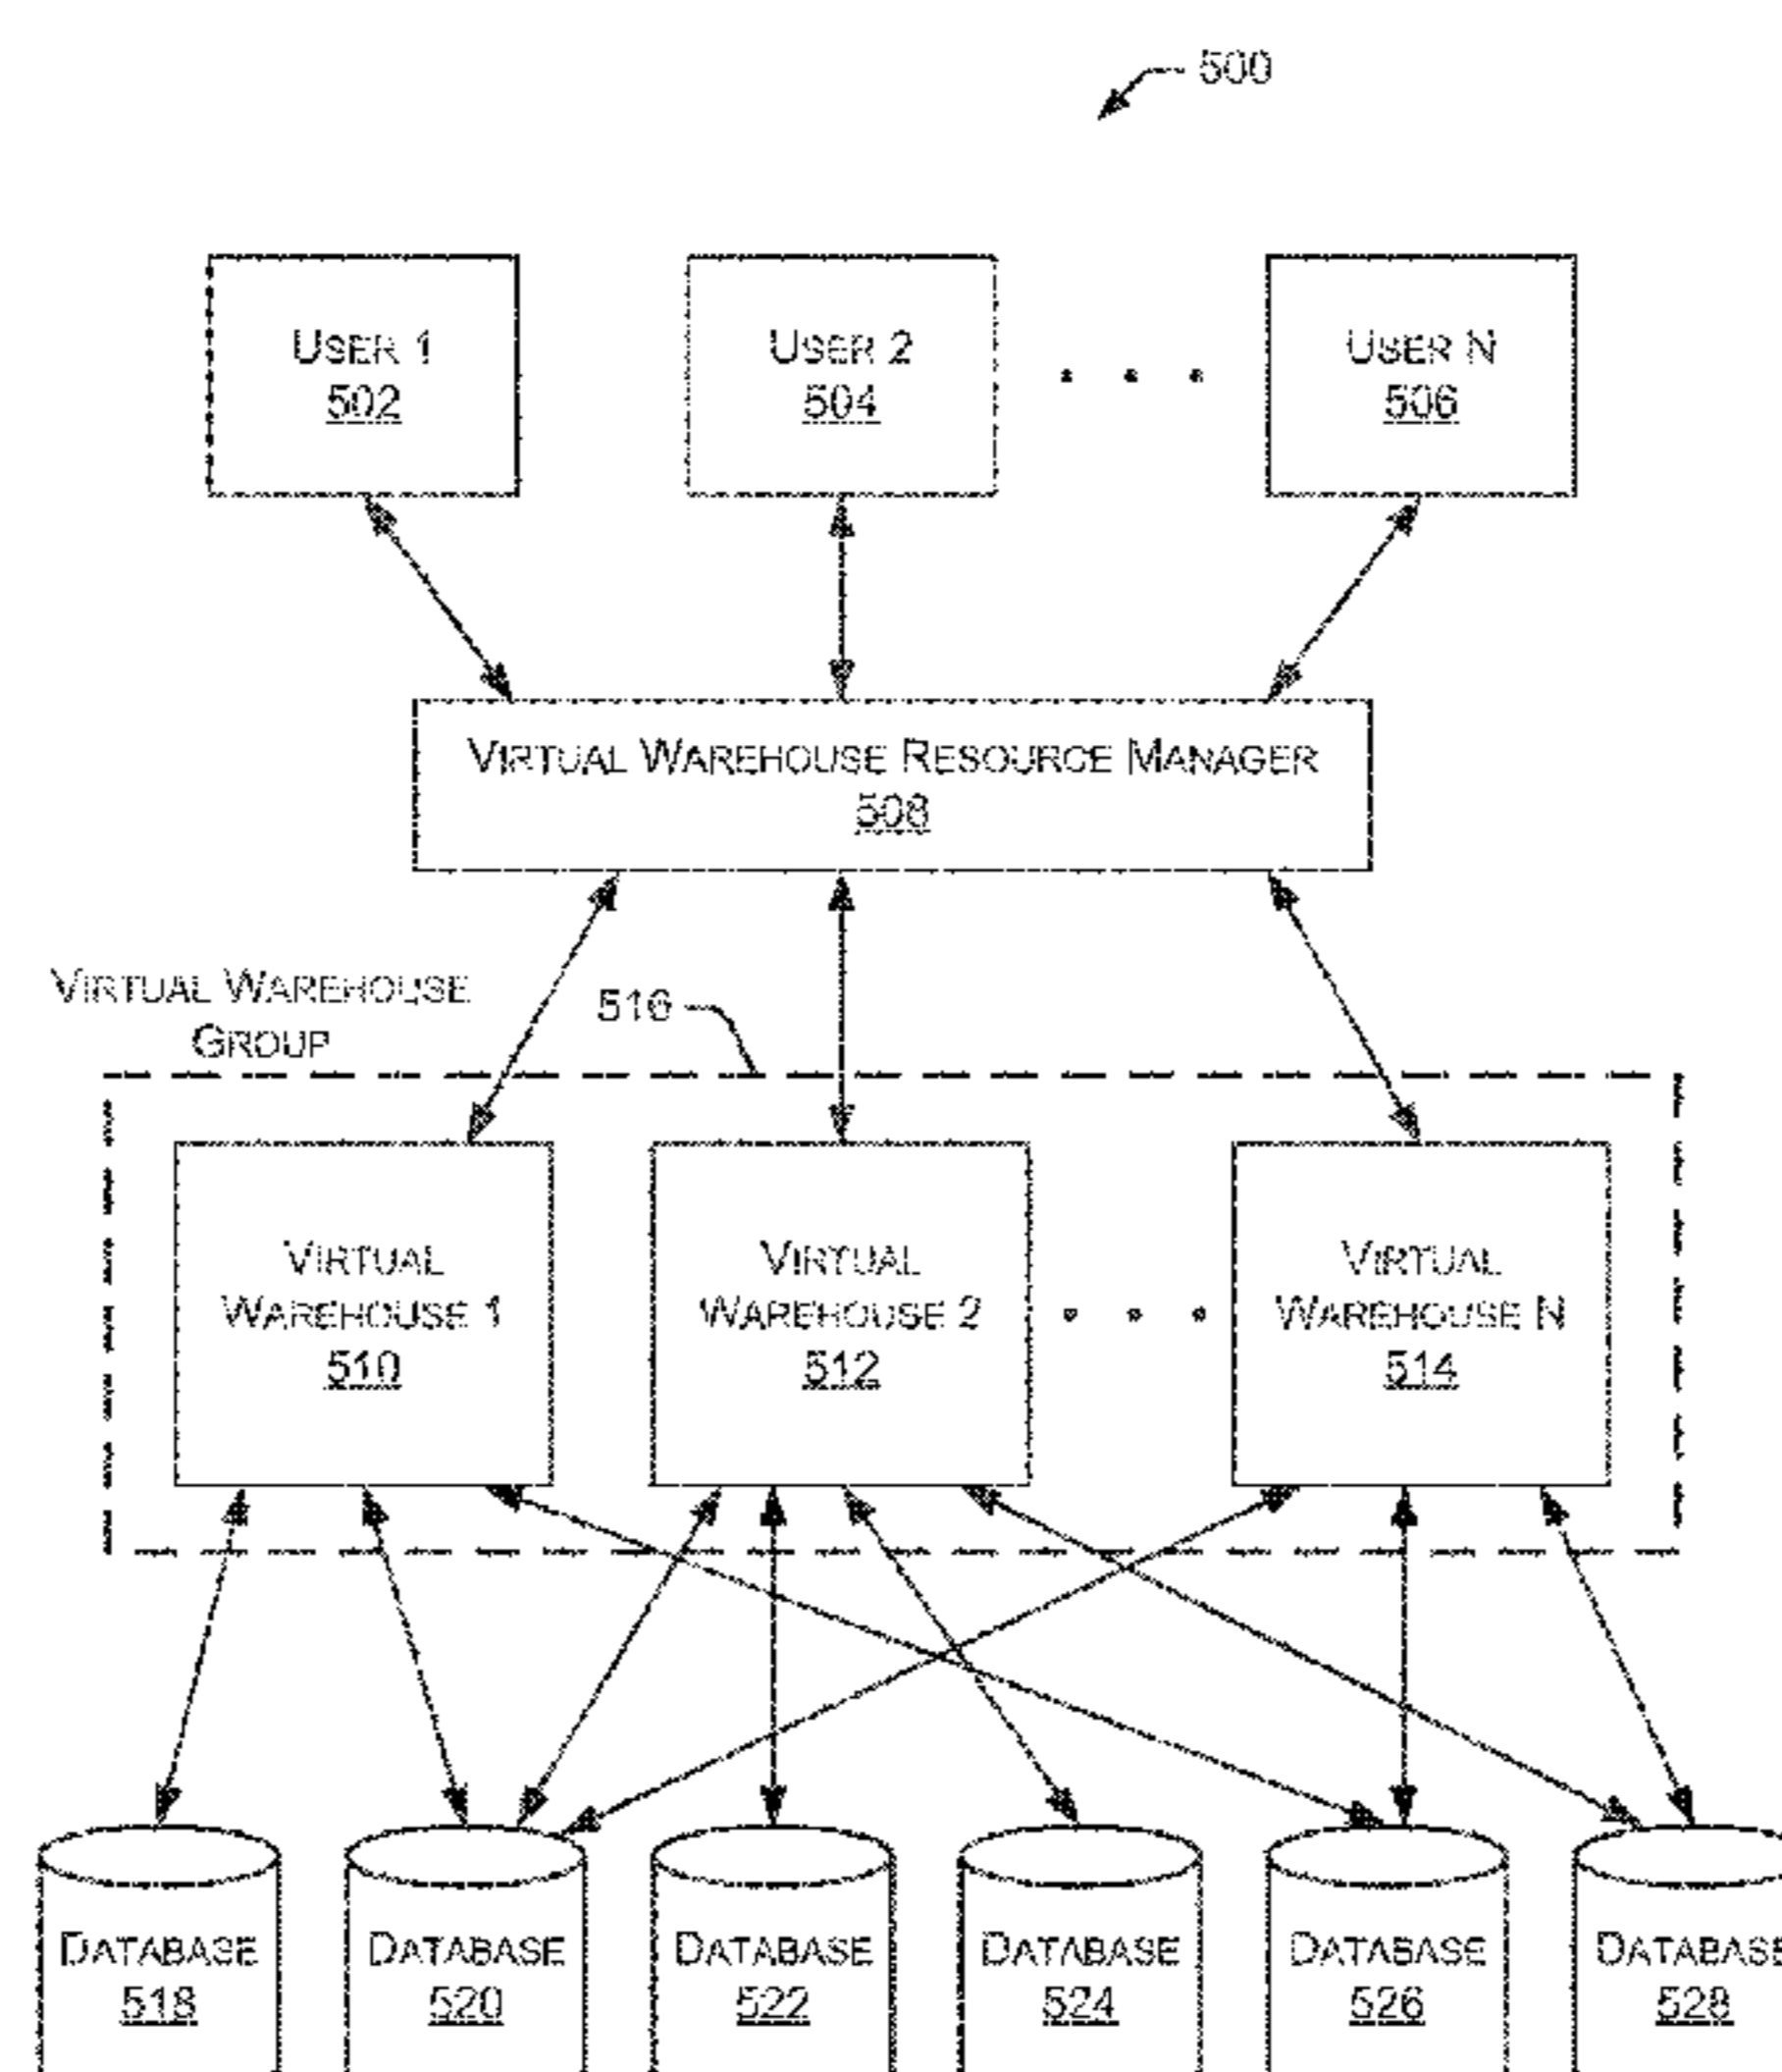 500
USER 1
502
USER 2
504
USER N
506
VIRTUAL WAREHOUSE RESOURCE MANAGER
508
VIRTUAL WAREHOUSE
GROUP
516
VIRTUAL
WAREHOUSE 1
510
VIRTUAL
WAREHOUSE 2
512
VIRTUAL
WAREHOUSE N
514
DATABASE
518
DATABASE
520
DATABASE
522
DATABASE
524
DATABASE
526
DATABASE
528